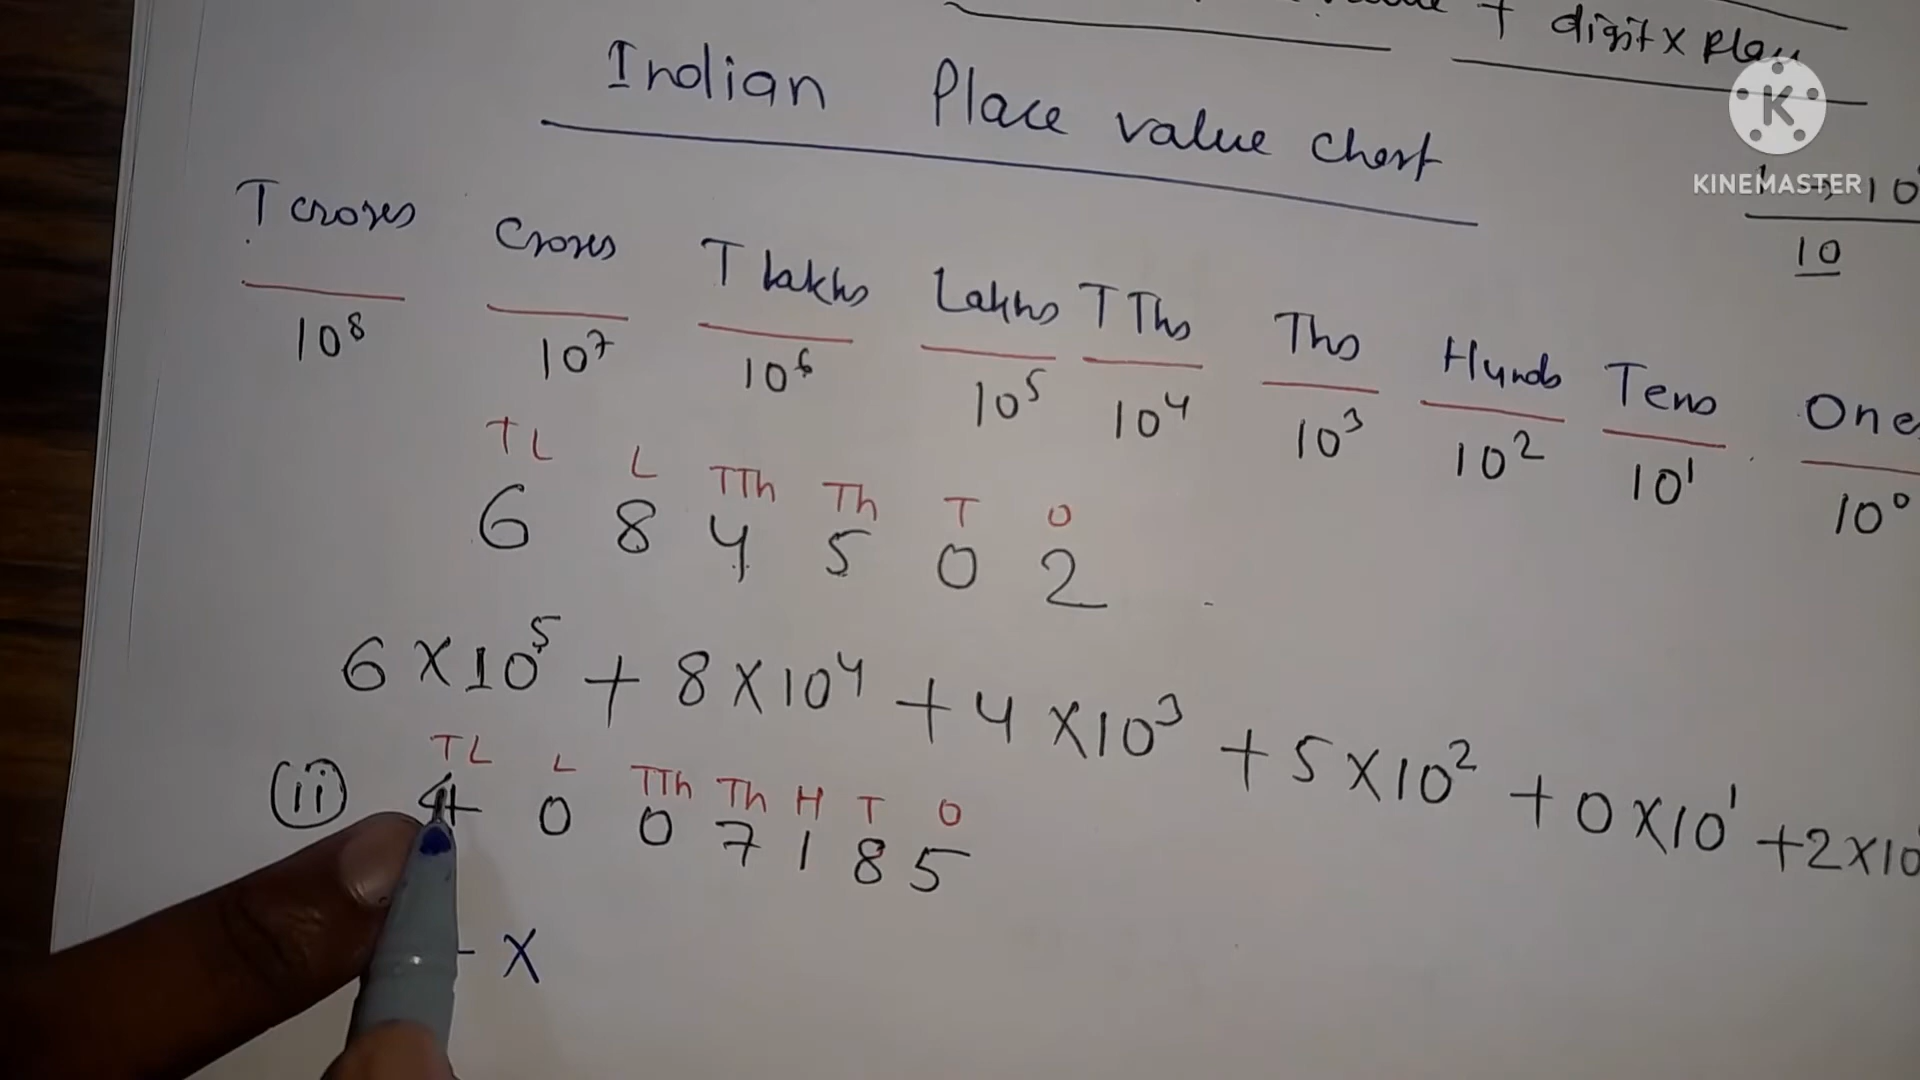 + digit x
Indian Place value chart
KINEMASTER
T crores Crores T lakhs Lakhs T Ths Ths Hunds Tens One
10⁸ 10⁷ 10⁶ 10⁵ 10⁴ 10³ 10² 10¹ 10⁰
10
10
TL L TTh Th T O
6 8 4 5 0 2
6 x 10⁵ + 8 x 10⁴ + 4 x 10³ + 5 x 10² + 0 x 10¹ + 2 x 10
TL L TTh Th H T O
(ii) 4 0 0 7 1 8 5
x